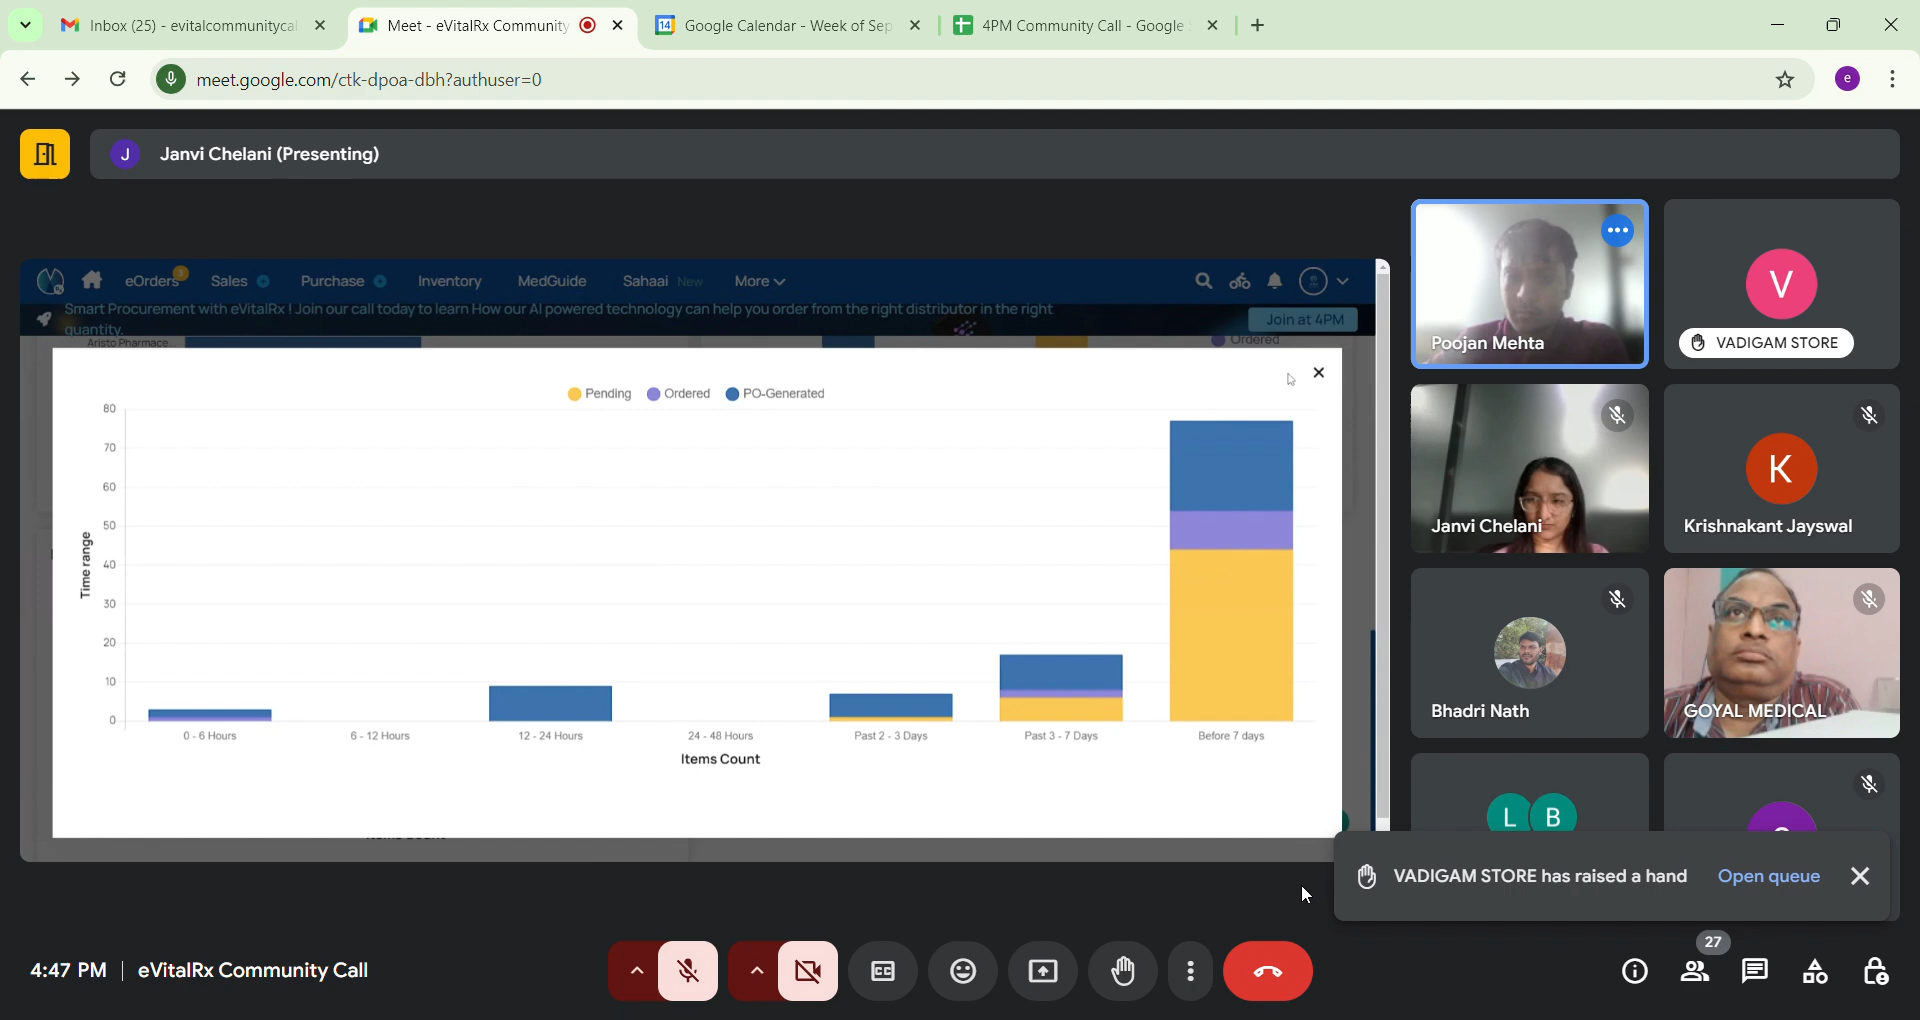 Inbox (25) - evitalcommunityca
Meet - eVitalRx Community
14
Google Calendar - Week of Sep
4PM Community Call - Google
meet.google.com/ctk-dpoa-dbh?authuser=0
e
J
Janvi Chelani (Presenting)
eOrders
3
Sales
Purchase
Inventory
MedGuide
Sahaai New
More
Smart Procurement with eVitalRx ! Join our call today to learn How our AI powered technology can help you order from the right distributor in the right
quantity.
Join at 4PM
Aristo Pharmace...
Ordered
Pending
Ordered
PO-Generated
80
70
60
50
40
30
20
10
0
Time range
0 - 6 Hours
6 - 12 Hours
12 - 24 Hours
24 - 48 Hours
Past 2 - 3 Days
Past 3 - 7 Days
Before 7 days
Items Count
Poojan Mehta
V
VADIGAM STORE
Janvi Chelani
K
Krishnakant Jayswal
Bhadri Nath
GOYAL MEDICAL
L
B
VADIGAM STORE has raised a hand
Open queue
4:47 PM
eVitalRx Community Call
27